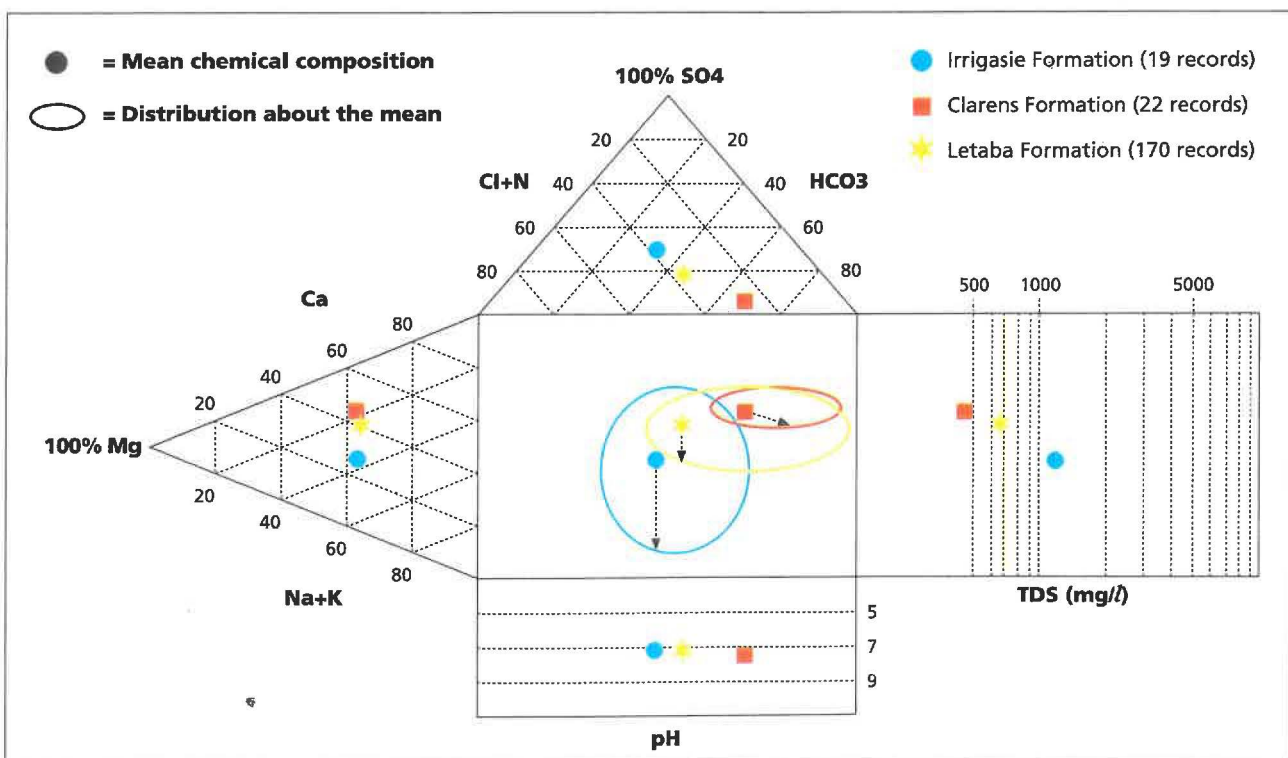 = Mean chemical composition
= Distribution about the mean
Irrigasie Formation (19 records)
Clarens Formation (22 records)
Letaba Formation (170 records)
100% SO4
20 20
Cl+N 40 40 HCO3
60 60
80 80
Ca
80
60
40
20
100% Mg
20
40
60
80
Na+K
500 1000 5000
TDS (mg/l)
5
7
9
pH